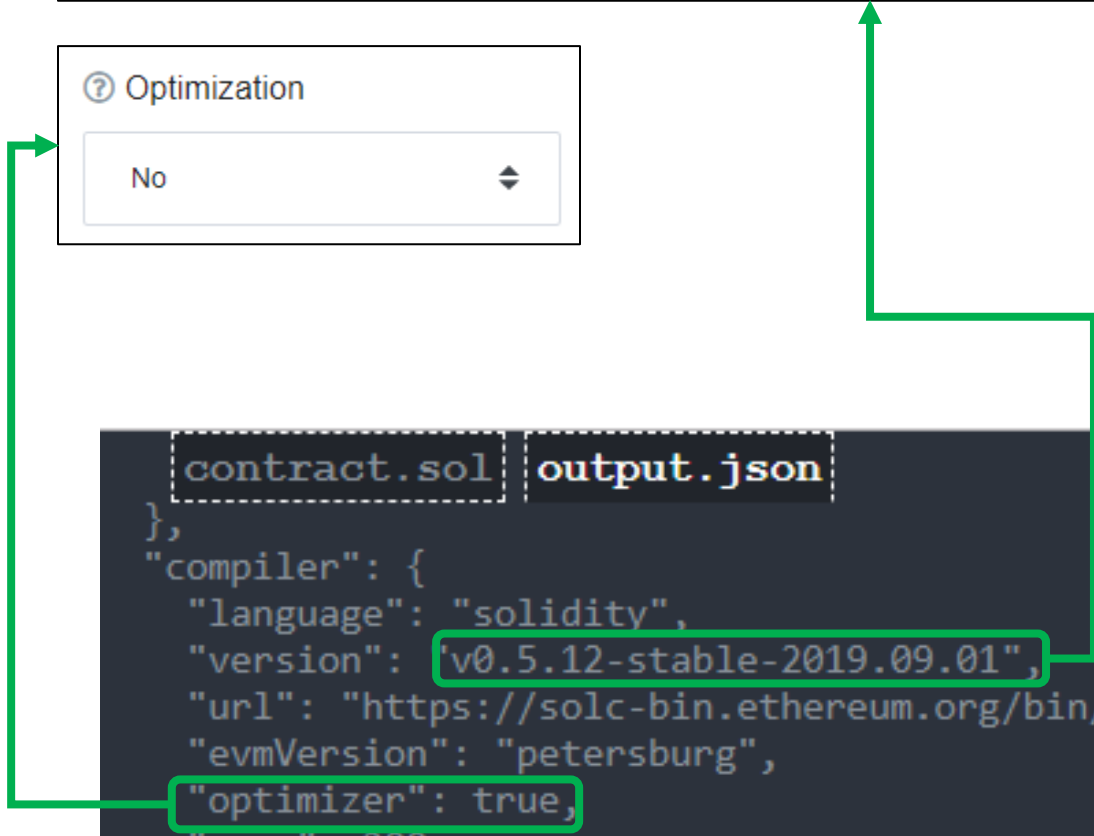 Optimization
No
contract.sol output.json
},
"compiler": {
"language": "solidity",
"version": "v0.5.12-stable-2019.09.01",
"url": "https://solc-bin.ethereum.org/bin/
"evmVersion": "petersburg",
"optimizer": true,